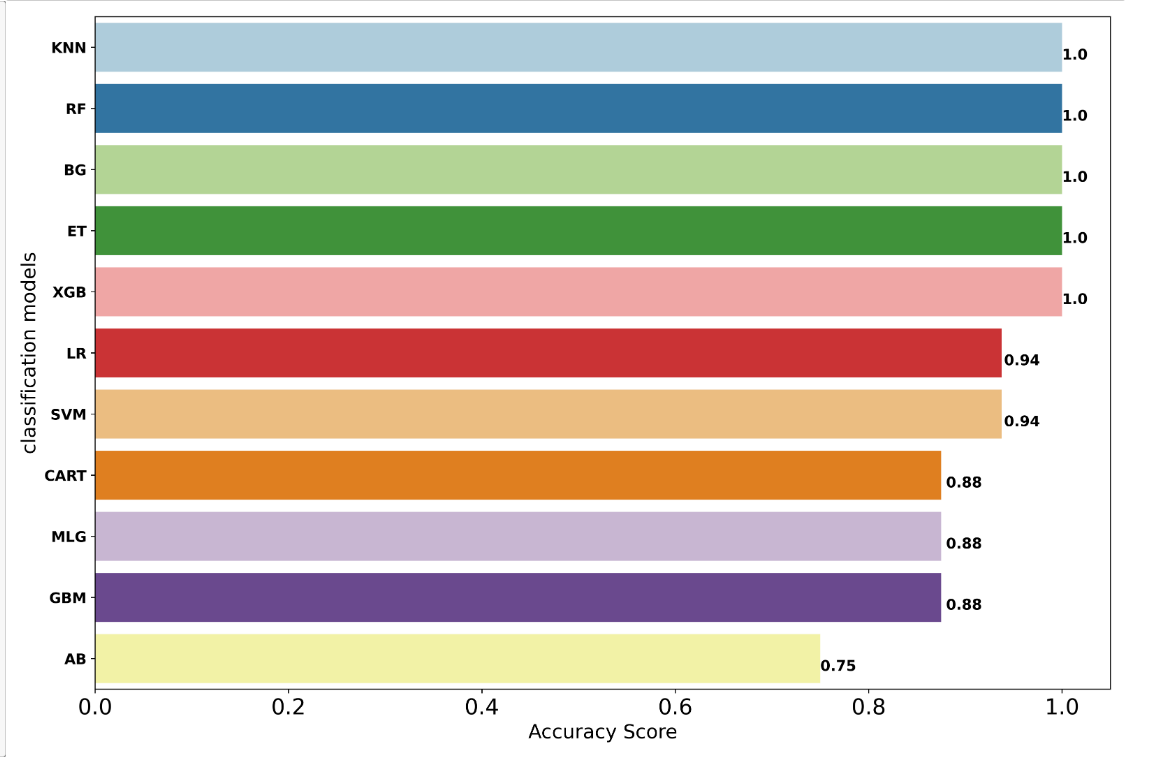 classification models
KNN 1.0
RF 1.0
BG 1.0
ET 1.0
XGB 1.0
LR 0.94
SVM 0.94
CART 0.88
MLG 0.88
GBM 0.88
AB 0.75
0.0 0.2 0.4 0.6 0.8 1.0
Accuracy Score